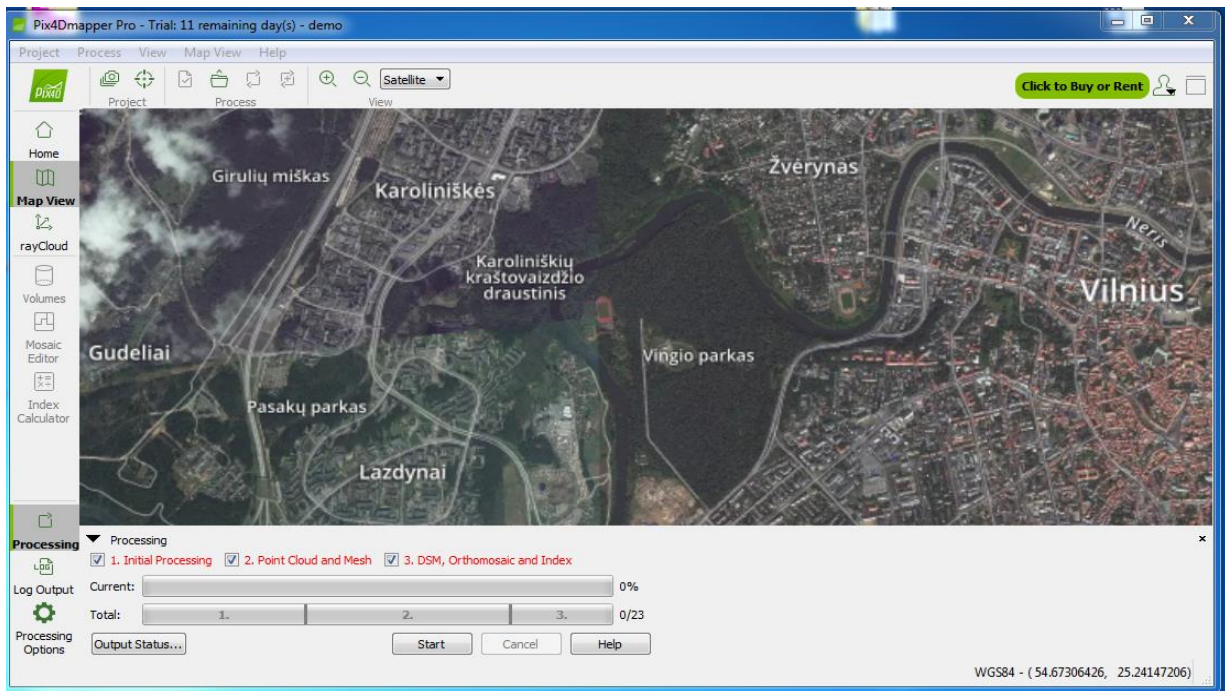 Pix4Dmapper Pro - Trial: 11 remaining day(s) - demo
Project Process View Map View Help
PIX4D
Satellite
Project Process View
Click to Buy or Rent
Home
Map View
rayCloud
Volumes
Mosaic
Editor
Index
Calculator
Girulių miškas
Karoliniškės
Žvėrynas
Neris
Karoliniškių
kraštovaizdžio
draustinis
Vilnius
Gudeliai
Vingio parkas
Pasakų parkas
Lazdynai
Processing
LOG
Log Output
Processing
Options
Processing
1. Initial Processing 2. Point Cloud and Mesh 3. DSM, Orthomosaic and Index
Current: 0%
Total: 1. 2. 3. 0/23
Output Status... Start Cancel Help
WGS84 - ( 54.67306426, 25.24147206)